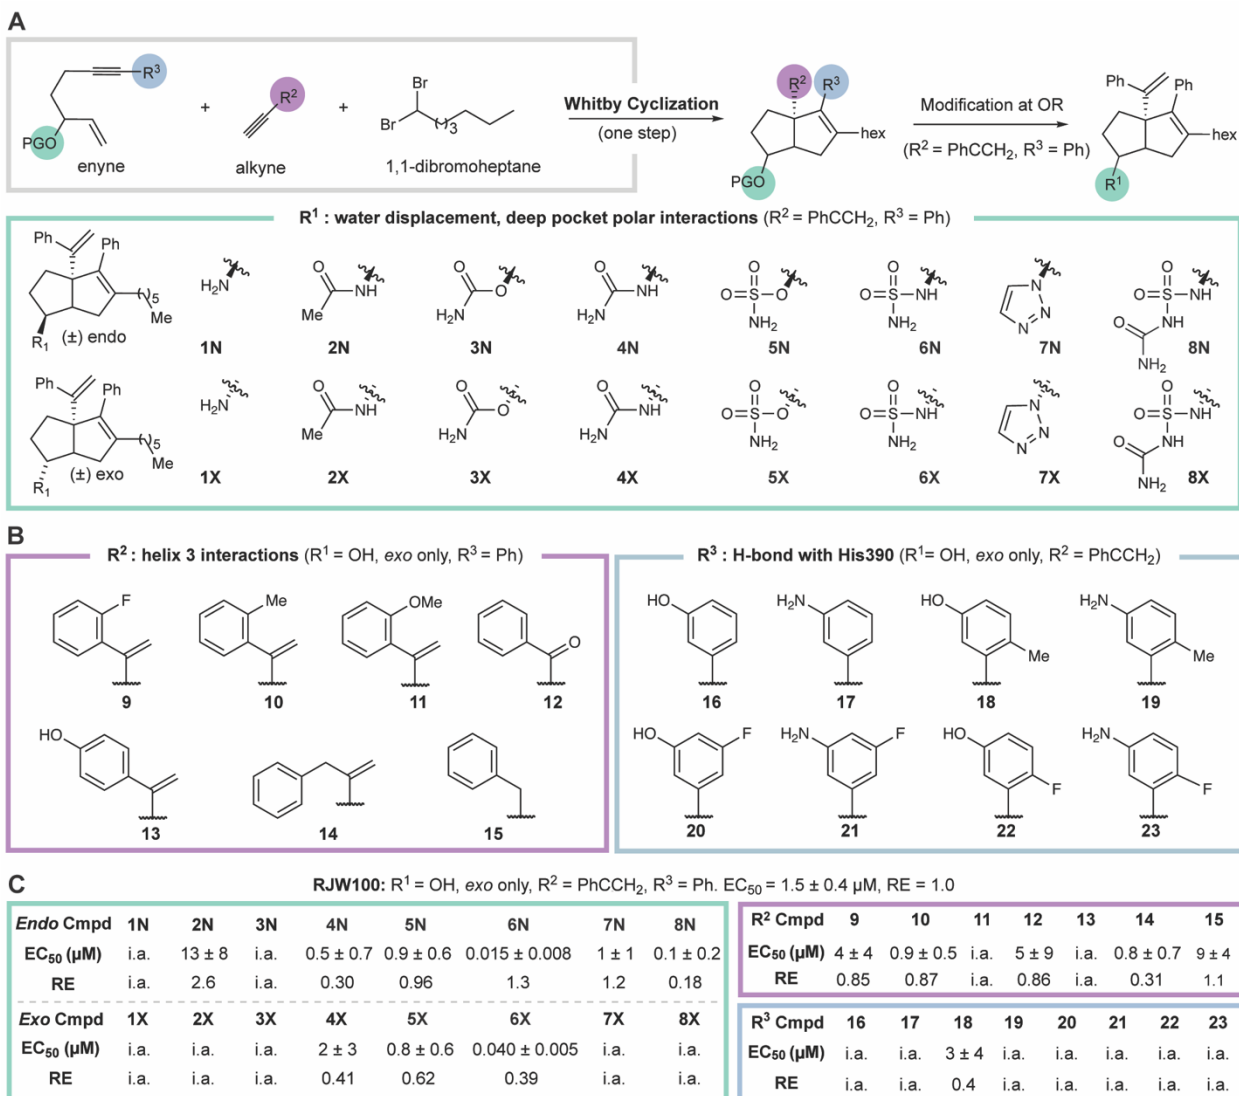 A
R³
R²
Br
Br
3
PGO
enyne
+
alkyne
+
1,1-dibromoheptane
Whitby Cyclization
(one step)
R² R³
hex
PGO
Modification at OR
(R² = PhCCH₂, R³ = Ph)
Ph Ph
hex
R¹
R¹ : water displacement, deep pocket polar interactions (R² = PhCCH₂, R³ = Ph)
Ph
Ph
5
Me
R₁
(±) endo
H₂N
1N
O
NH
Me
2N
O
O
H₂N
3N
O
NH
H₂N
4N
O
O S O
NH₂
5N
O
O S NH
NH₂
6N
N
N
N
7N
O
O S NH
O NH
NH₂
8N
Ph
Ph
5
Me
R₁
(±) exo
H₂N
1X
O
NH
Me
2X
O
O
H₂N
3X
O
NH
H₂N
4X
O
O S O
NH₂
5X
O
O S NH
NH₂
6X
N
N
N
7X
O
O S NH
O NH
NH₂
8X
B
R² : helix 3 interactions (R¹ = OH, exo only, R³ = Ph)
F
9
Me
10
OMe
11
O
12
HO
13
14
15
R³ : H-bond with His390 (R¹= OH, exo only, R² = PhCCH₂)
HO
16
H₂N
17
HO
Me
18
H₂N
Me
19
HO F
20
H₂N F
21
HO
F
22
H₂N
F
23
C
RJW100: R¹ = OH, exo only, R² = PhCCH₂, R³ = Ph. EC₅₀ = 1.5 ± 0.4 µM, RE = 1.0
Endo Cmpd 1N 2N 3N 4N 5N 6N 7N 8N
EC₅₀ (µM) i.a. 13 ± 8 i.a. 0.5 ± 0.7 0.9 ± 0.6 0.015 ± 0.008 1 ± 1 0.1 ± 0.2
RE i.a. 2.6 i.a. 0.30 0.96 1.3 1.2 0.18
Exo Cmpd 1X 2X 3X 4X 5X 6X 7X 8X
EC₅₀ (µM) i.a. i.a. i.a. 2 ± 3 0.8 ± 0.6 0.040 ± 0.005 i.a. i.a.
RE i.a. i.a. i.a. 0.41 0.62 0.39 i.a. i.a.
R² Cmpd 9 10 11 12 13 14 15
EC₅₀ (µM) 4 ± 4 0.9 ± 0.5 i.a. 5 ± 9 i.a. 0.8 ± 0.7 9 ± 4
RE 0.85 0.87 i.a. 0.86 i.a. 0.31 1.1
R³ Cmpd 16 17 18 19 20 21 22 23
EC₅₀ (µM) i.a. i.a. 3 ± 4 i.a. i.a. i.a. i.a. i.a.
RE i.a. i.a. 0.4 i.a. i.a. i.a. i.a. i.a.